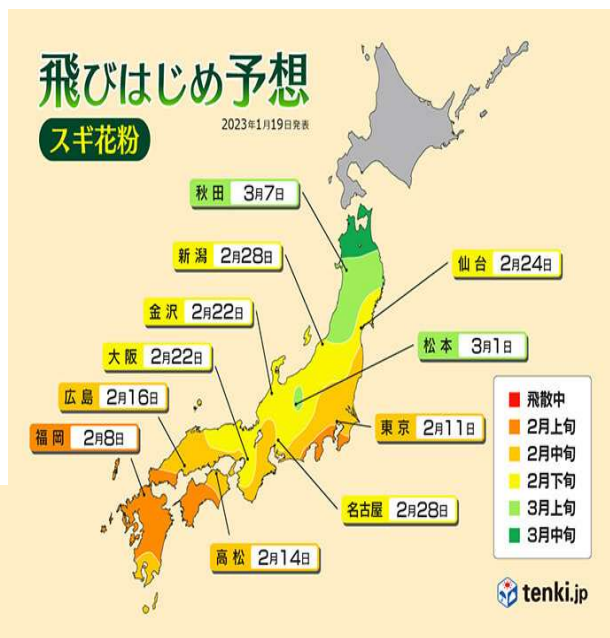 飛びはじめ予想
2023年1月19日発表
スギ花粉
秋田 3月7日
新潟 2月28日
仙台 2月24日
金沢 2月22日
大阪 2月22日
松本 3月1日
広島 2月16日
福岡 2月8日
東京 2月11日
名古屋 2月28日
高松 2月14日
飛散中
2月上旬
2月中旬
2月下旬
3月上旬
3月中旬
tenki.jp